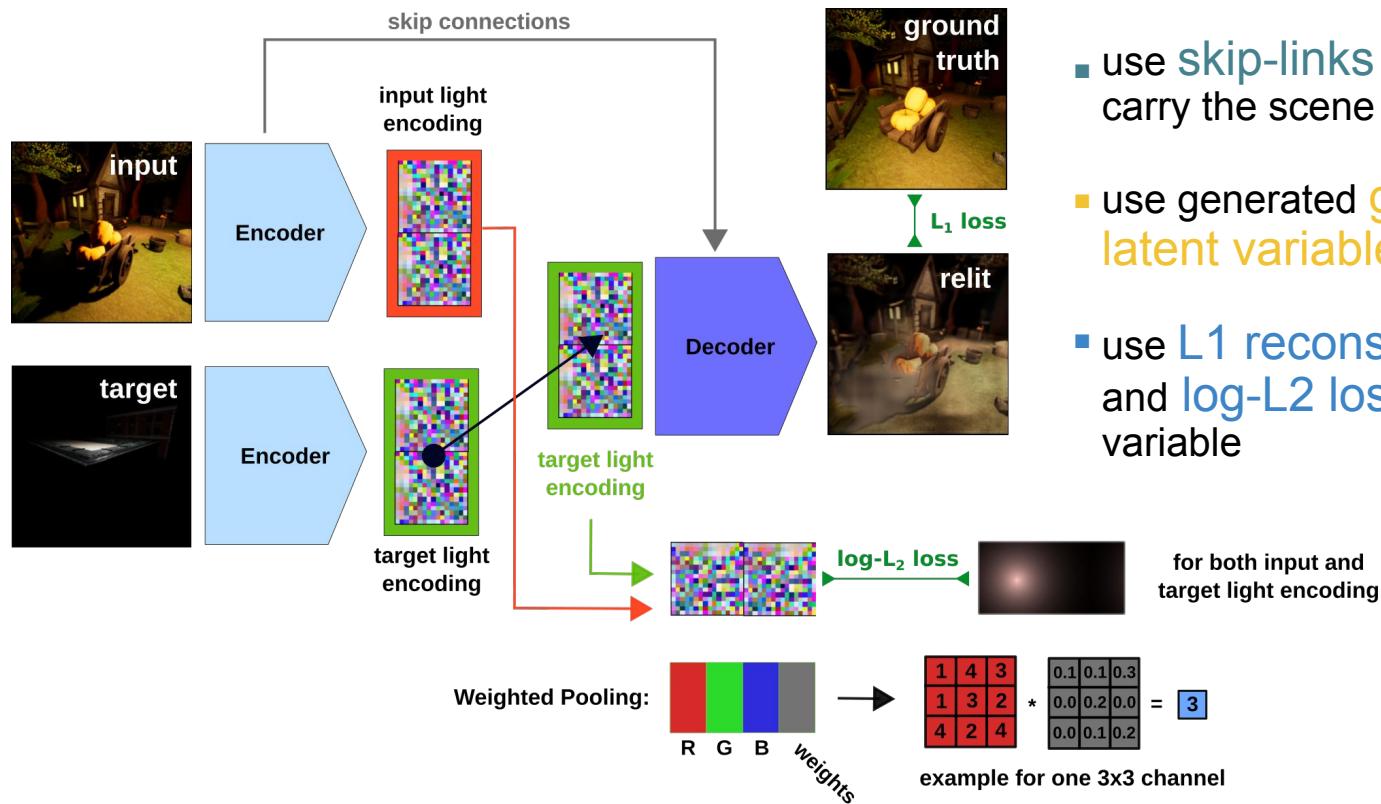 skip connections
input light
encoding
input
Encoder
target
Encoder
target light
encoding
target light
encoding
Decoder
ground
truth
L1 loss
relit
use skip-links
carry the scene
use generated
latent variable
use L1 recons
and log-L2 los
variable
log-L2 loss
for both input and
target light encoding
Weighted Pooling:
R G B weights
1 4 3
1 3 2
4 2 4
*
0.1 0.1 0.3
0.0 0.2 0.0
0.0 0.1 0.2
= 3
example for one 3x3 channel